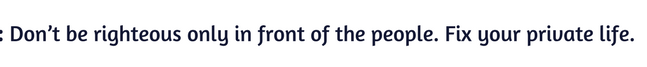 : Don't be righteous only in front of the people. Fix your private life.